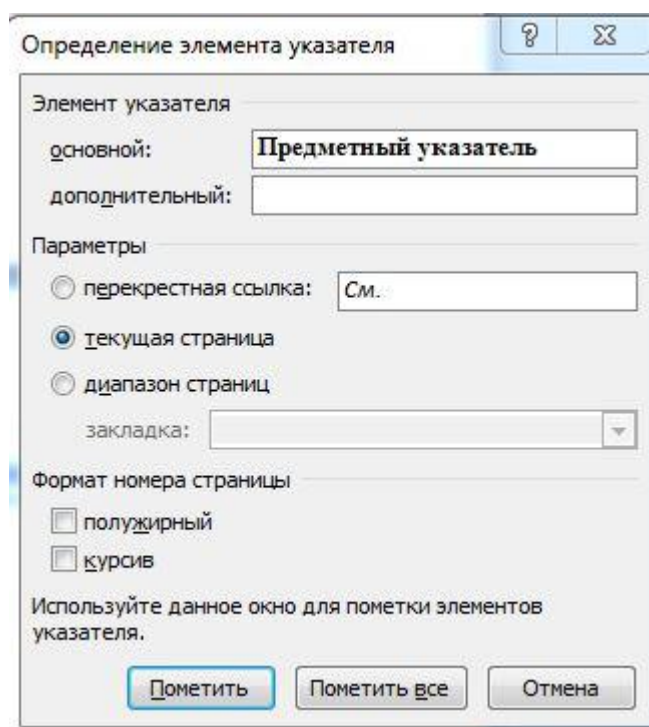 Определение элемента указателя
Элемент указателя
основной: Предметный указатель
дополнительный:
Параметры
перекрестная ссылка: См.
текущая страница
диапазон страниц
закладка:
Формат номера страницы
полужирный
курсив
Используйте данное окно для пометки элементов
указателя.
Пометить Пометить все Отмена